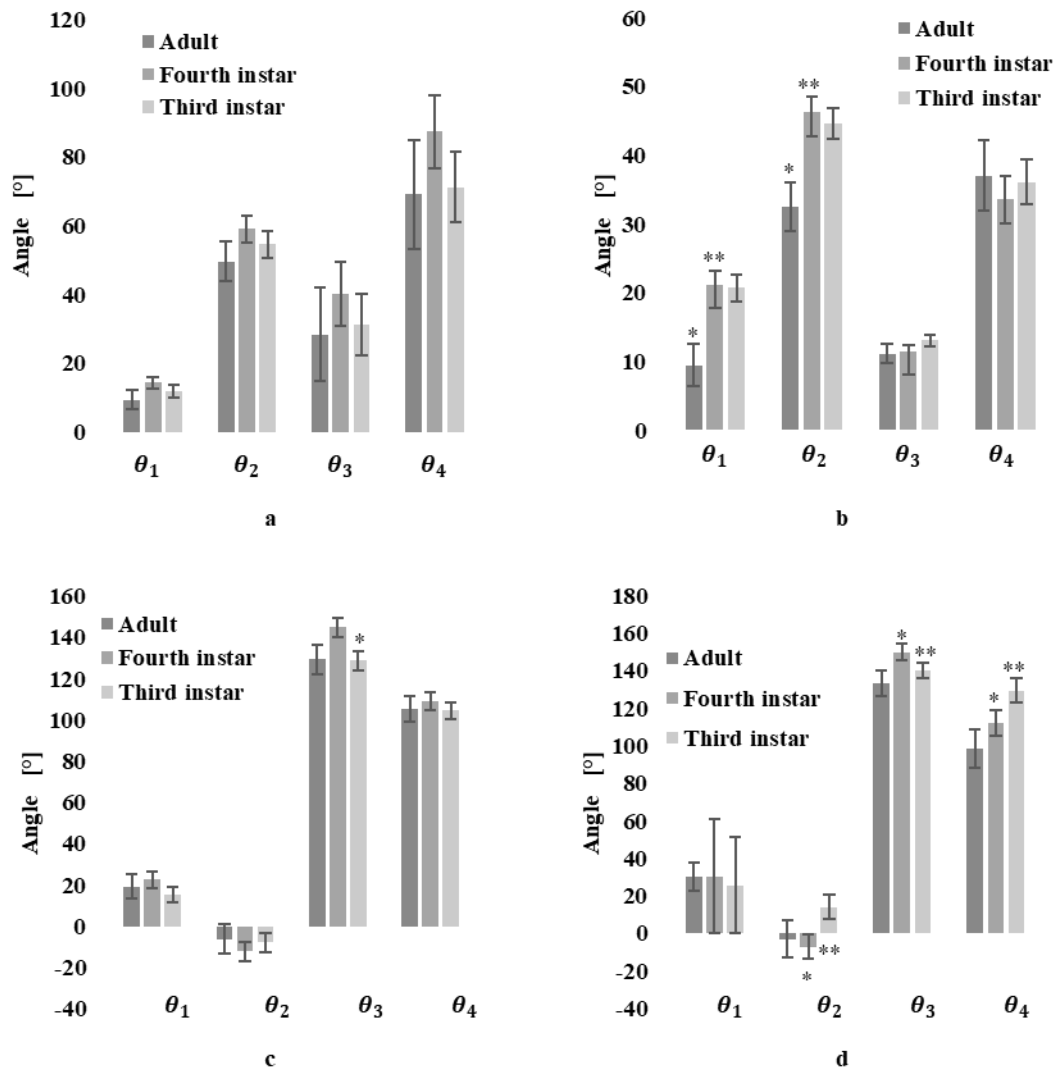 120
100
80
60
40
20
0
Angle [°]
Adult
Fourth instar
Third instar
θ1 θ2 θ3 θ4
a
60
50
40
30
20
10
0
Angle [°]
Adult
Fourth instar
Third instar
* ** * **
θ1 θ2 θ3 θ4
b
160
140
120
100
80
60
40
20
0
-20
-40
Angle [°]
Adult
Fourth instar
Third instar
*
θ1 θ2 θ3 θ4
c
180
160
140
120
100
80
60
40
20
0
-20
-40
Angle [°]
Adult
Fourth instar
Third instar
* ** * ** * **
θ1 θ2 θ3 θ4
d